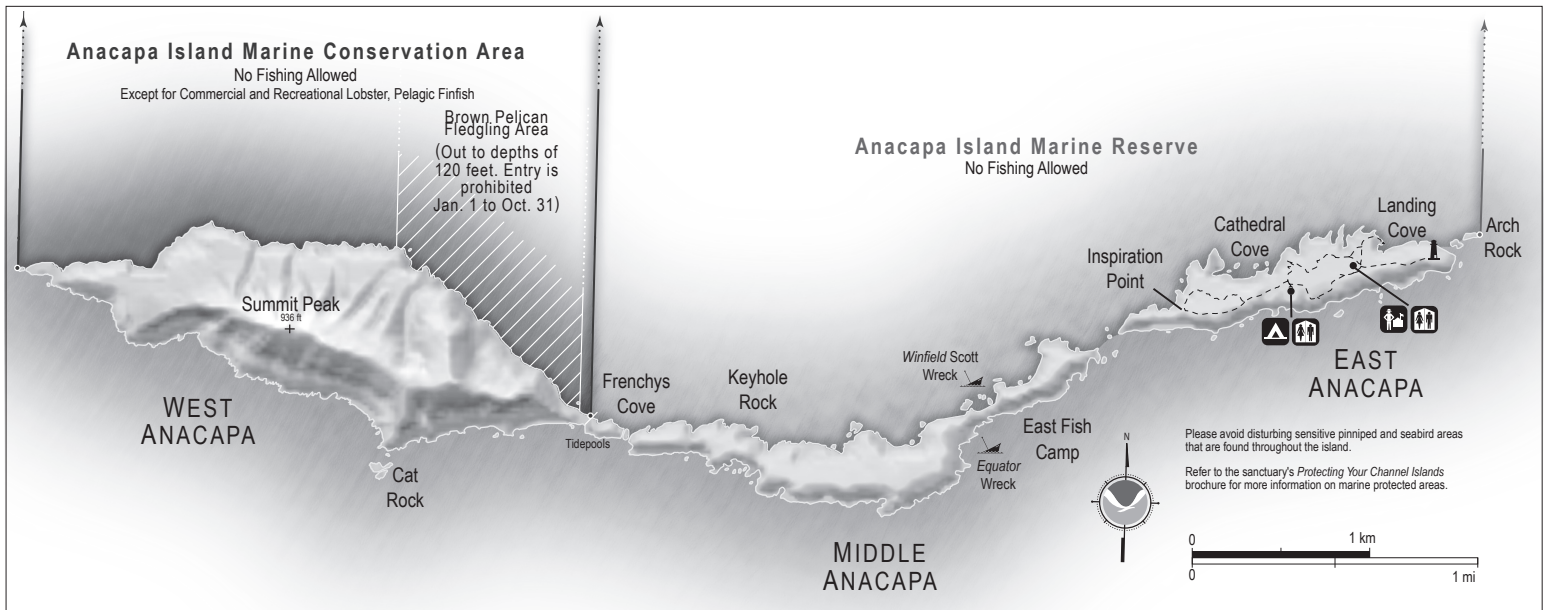 Anacapa Island Marine Conservation Area
No Fishing Allowed
Except for Commercial and Recreational Lobster, Pelagic Finfish
Brown Pelican
Fledgling Area
(Out to depths of
120 feet. Entry is
prohibited
Jan. 1 to Oct. 31)
Anacapa Island Marine Reserve
No Fishing Allowed
Landing
Cove
Cathedral
Cove
Arch
Rock
Inspiration
Point
Summit Peak
936 ft
EAST
ANACAPA
Winfield Scott
Wreck
Keyhole
Rock
Frenchys
Cove
WEST
ANACAPA
Tidepools
East Fish
Camp
Equator
Wreck
Cat
Rock
MIDDLE
ANACAPA
N
Please avoid disturbing sensitive pinniped and seabird areas
that are found throughout the island.
Refer to the sanctuary's Protecting Your Channel Islands
brochure for more information on marine protected areas.
0 1 km
0 1 mi